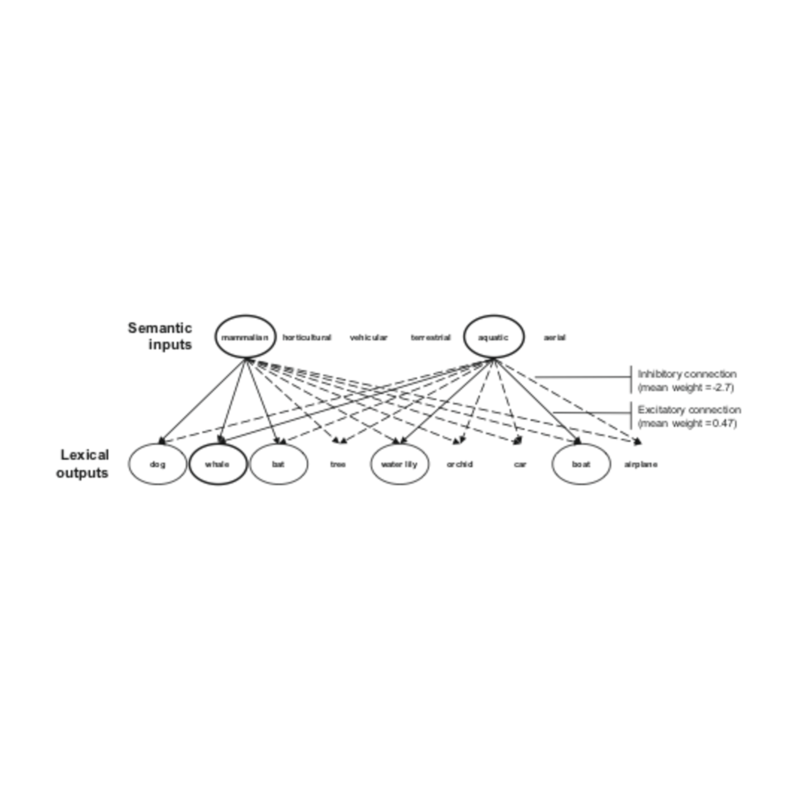 Semantic
inputs
mammalian horticultural vehicular terrestrial aquatic aerial
Inhibitory connection
(mean weight = -2.7)
Excitatory connection
(mean weight = 0.47)
Lexical
outputs
dog whale bat tree water lily orchid car boat airplane